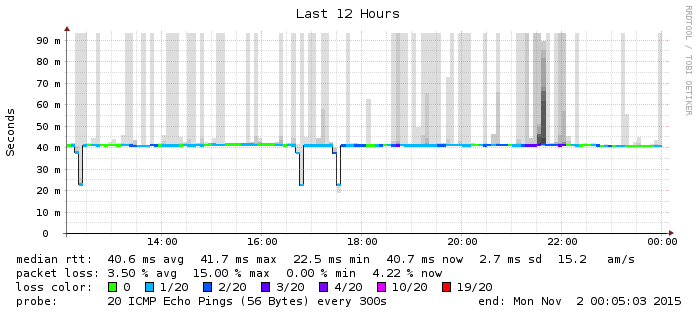 Last 12 Hours
RRDTOOL / TOBI OETIKER
Seconds
90 m
80 m
70 m
60 m
50 m
40 m
30 m
20 m
10 m
0
14:00 16:00 18:00 20:00 22:00 00:00
median rtt: 40.6 ms avg 41.7 ms max 22.5 ms min 40.7 ms now 2.7 ms sd 15.2 am/s
packet loss: 3.50 % avg 15.00 % max 0.00 % min 4.22 % now
loss color: 0 1/20 2/20 3/20 4/20 10/20 19/20
probe: 20 ICMP Echo Pings (56 Bytes) every 300s end: Mon Nov 2 00:05:03 2015